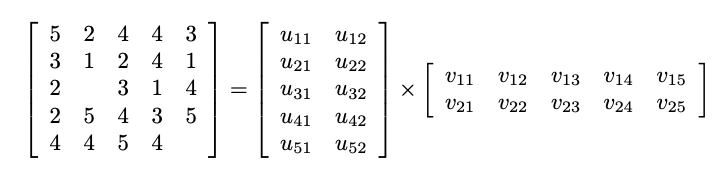 5 2 4 4 3
3 1 2 4 1
2 3 1 4
2 5 4 3 5
4 4 5 4
=
u11 u12
u21 u22
u31 u32
u41 u42
u51 u52
×
v11 v12 v13 v14 v15
v21 v22 v23 v24 v25